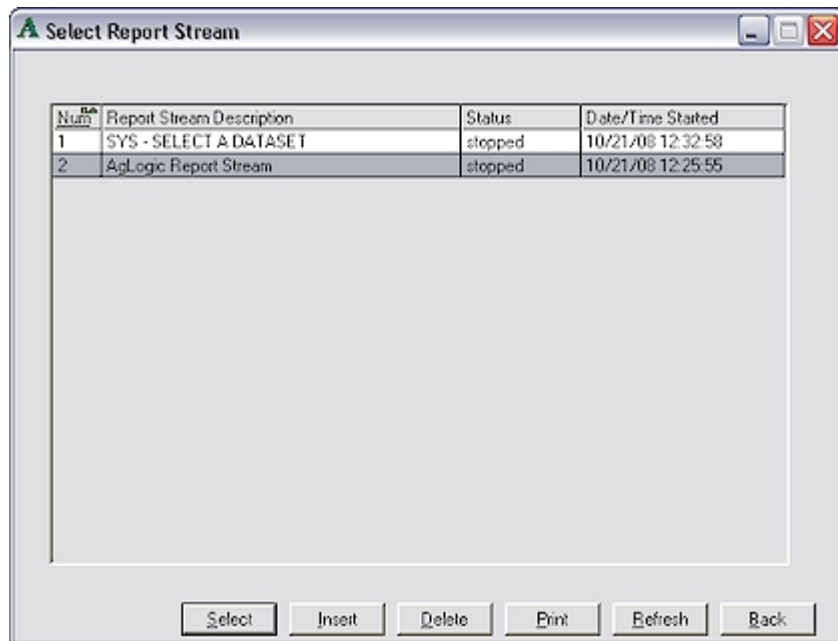 Select Report Stream
Num Report Stream Description Status Date/Time Started
1 SYS - SELECT A DATASET stopped 10/21/08 12:32:58
2 AgLogic Report Stream stopped 10/21/08 12:25:55
Select Insert Delete Print Refresh Back